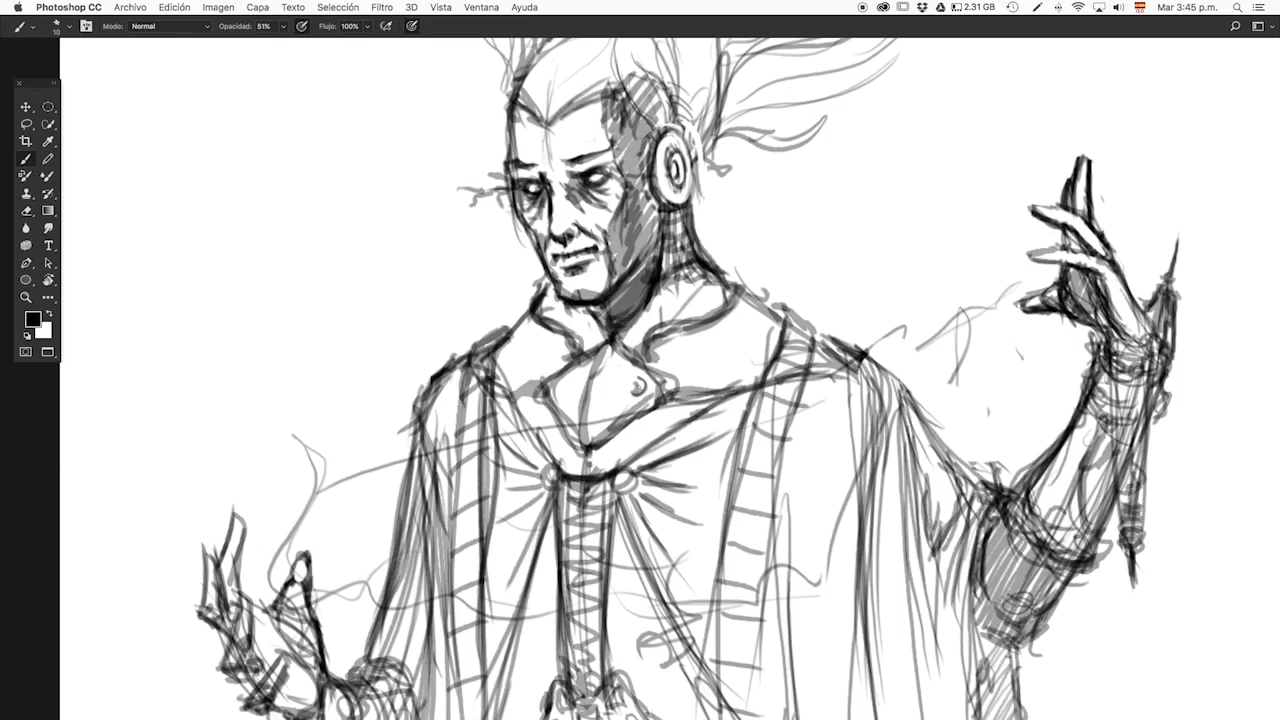 Photoshop CC Archivo Edición Imagen Capa Texto Selección Filtro 3D Vista Ventana Ayuda 2.31 GB Mar 3:45 p.m.
10 Modo: Normal Opacidad: 51% Flujo: 100%